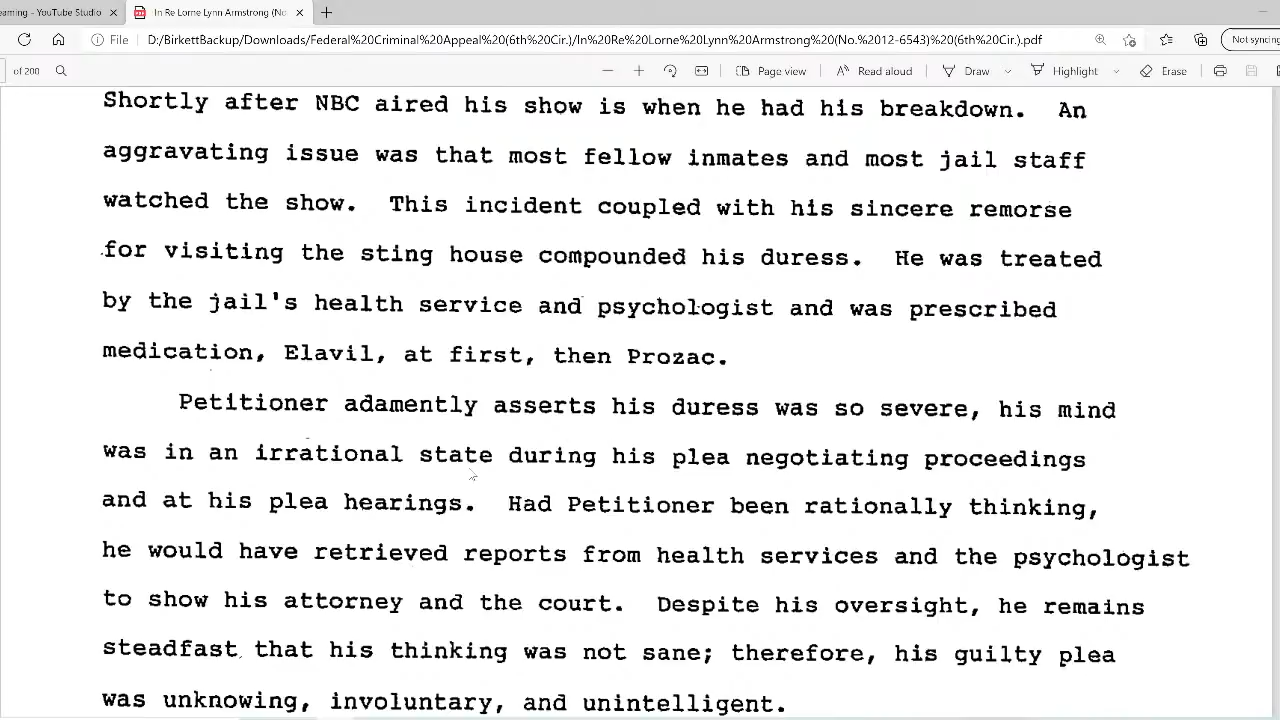 eaming - YouTube Studio
In Re Lorne Lynn Armstrong (No
File D:/BirkettBackup/Downloads/Federal%20Criminal%20Appeal%20(6th%20Cir.)/In%20Re%20Lorne%20Lynn%20Armstrong%20(No.%2012-6543)%20(6th%20Cir.).pdf
Not syncing
of 200
Page view
Read aloud
Draw
Highlight
Erase
Shortly after NBC aired his show is when he had his breakdown. An
aggravating issue was that most fellow inmates and most jail staff
watched the show. This incident coupled with his sincere remorse
for visiting the sting house compounded his duress. He was treated
by the jail's health service and psychologist and was prescribed
medication, Elavil, at first, then Prozac.
Petitioner adamently asserts his duress was so severe, his mind
was in an irrational state during his plea negotiating proceedings
and at his plea hearings. Had Petitioner been rationally thinking,
he would have retrieved reports from health services and the psychologist
to show his attorney and the court. Despite his oversight, he remains
steadfast that his thinking was not sane; therefore, his guilty plea
was unknowing, involuntary, and unintelligent.